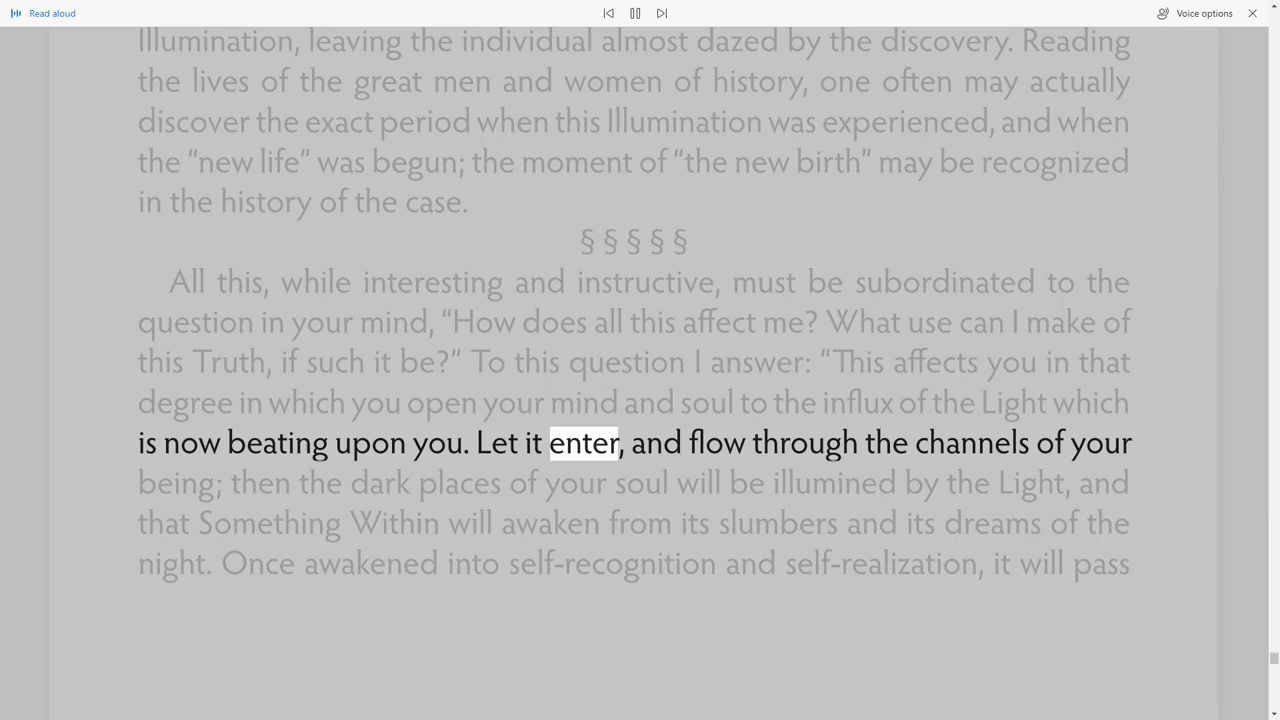 Read aloud
Voice options
Illumination, leaving the individual almost dazed by the discovery. Reading
the lives of the great men and women of history, one often may actually
discover the exact period when this Illumination was experienced, and when
the “new life” was begun; the moment of “the new birth” may be recognized
in the history of the case.
§ § § § §
All this, while interesting and instructive, must be subordinated to the
question in your mind, “How does all this affect me? What use can I make of
this Truth, if such it be?” To this question I answer: “This affects you in that
degree in which you open your mind and soul to the influx of the Light which
is now beating upon you. Let it enter, and flow through the channels of your
being; then the dark places of your soul will be illumined by the Light, and
that Something Within will awaken from its slumbers and its dreams of the
night. Once awakened into self-recognition and self-realization, it will pass